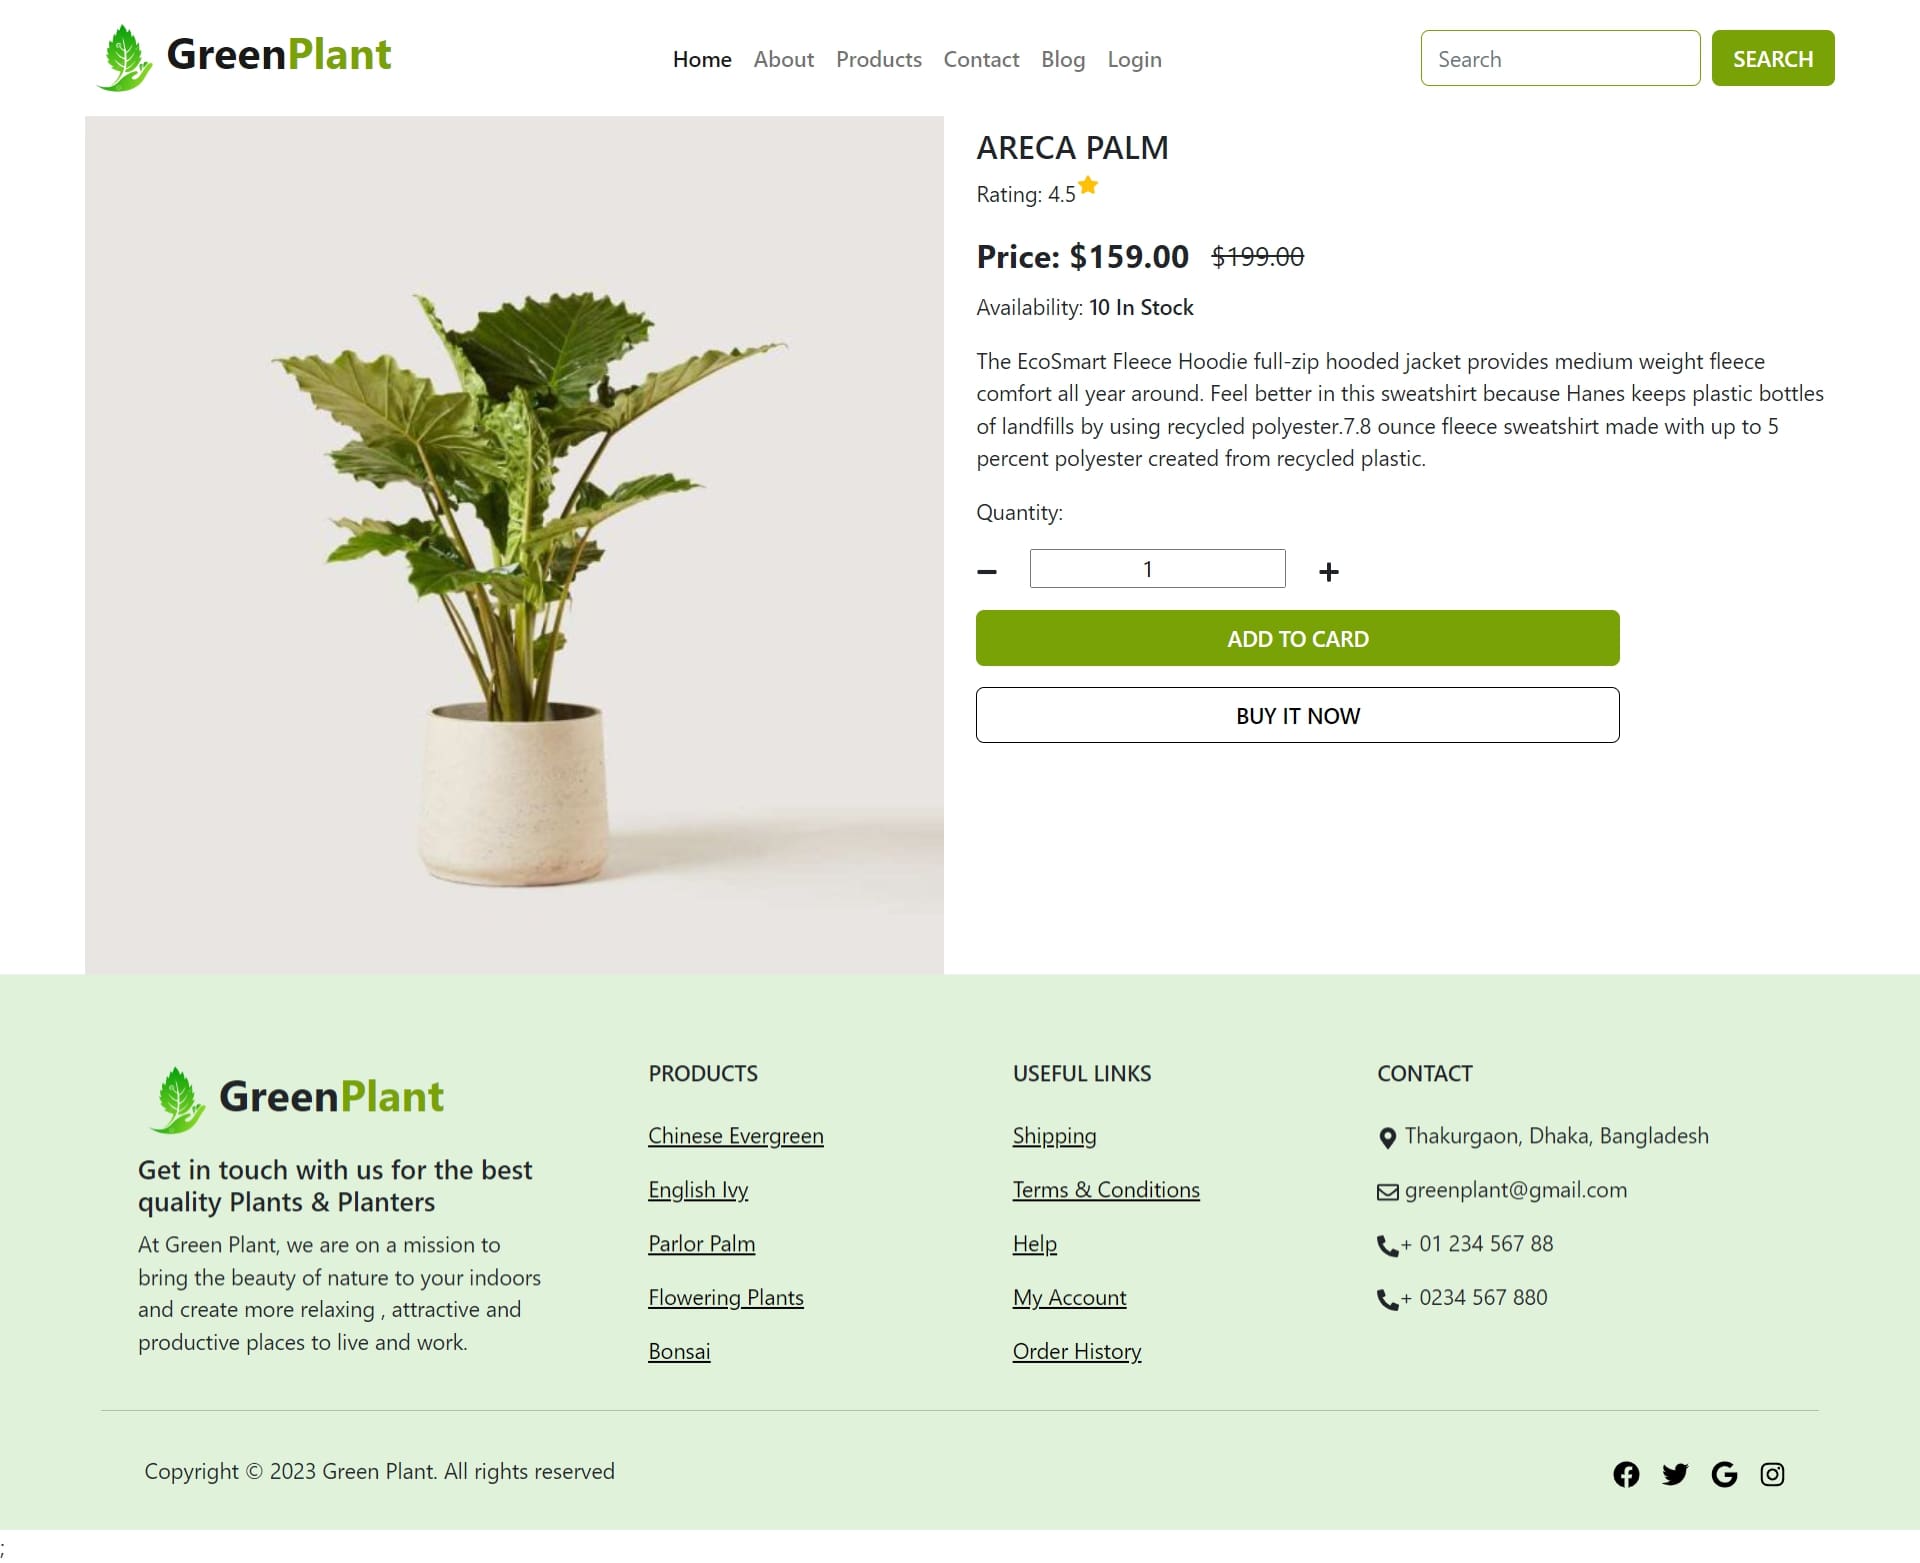 GreenPlant
Home About Products Contact Blog Login
Search
SEARCH
ARECA PALM
Rating: 4.5
Price: $159.00 $199.00
Availability: 10 In Stock
The EcoSmart Fleece Hoodie full-zip hooded jacket provides medium weight fleece
comfort all year around. Feel better in this sweatshirt because Hanes keeps plastic bottles
of landfills by using recycled polyester.7.8 ounce fleece sweatshirt made with up to 5
percent polyester created from recycled plastic.
Quantity:
1
ADD TO CARD
BUY IT NOW
GreenPlant
Get in touch with us for the best
quality Plants & Planters
At Green Plant, we are on a mission to
bring the beauty of nature to your indoors
and create more relaxing , attractive and
productive places to live and work.
PRODUCTS
Chinese Evergreen
English Ivy
Parlor Palm
Flowering Plants
Bonsai
USEFUL LINKS
Shipping
Terms & Conditions
Help
My Account
Order History
CONTACT
Thakurgaon, Dhaka, Bangladesh
greenplant@gmail.com
+ 01 234 567 88
+ 0234 567 880
Copyright © 2023 Green Plant. All rights reserved
;